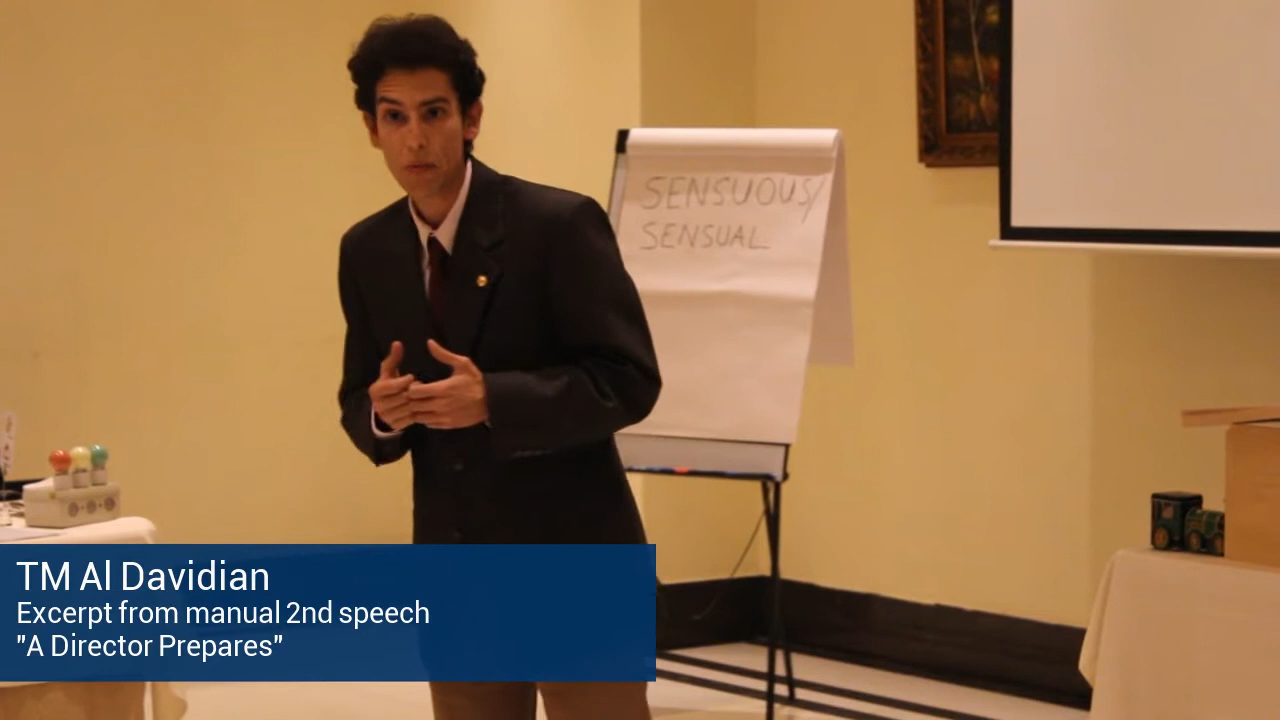 SENSUOUS/
SENSUAL
TM Al Davidian
Excerpt from manual 2nd speech
"A Director Prepares"